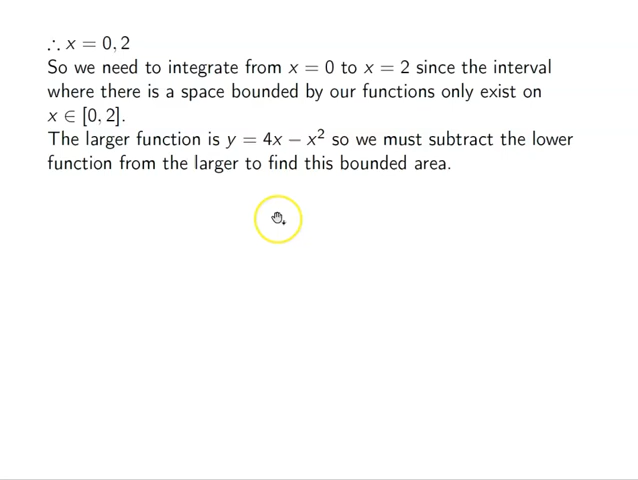 ∴ x = 0, 2
So we need to integrate from x = 0 to x = 2 since the interval
where there is a space bounded by our functions only exist on
x ∈ [0, 2].
The larger function is y = 4x − x² so we must subtract the lower
function from the larger to find this bounded area.